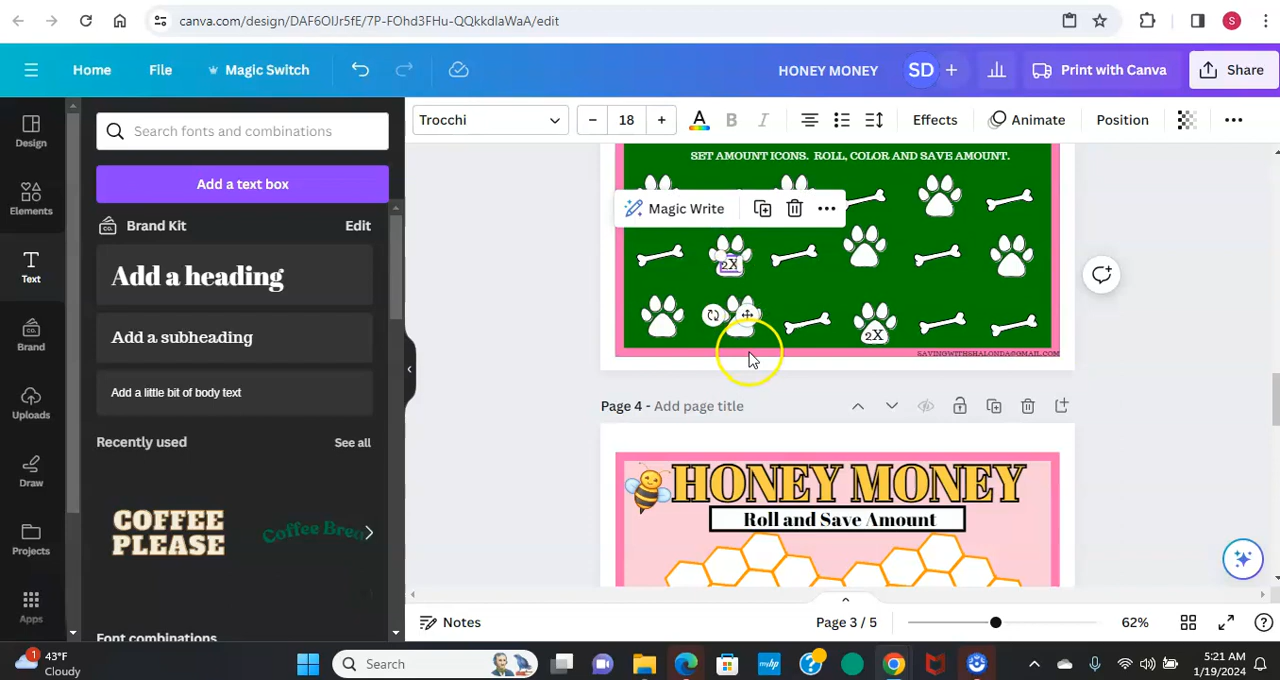 canva.com/design/DAF6OIJr5fE/7P-FOhd3FHu-QQkkdlaWaA/edit
S
Home
File
Magic Switch
HONEY MONEY
SD
+
Print with Canva
Share
Design
Elements
Text
Brand
Uploads
Draw
Projects
Apps
Search fonts and combinations
Add a text box
Brand Kit
Edit
Add a heading
Add a subheading
Add a little bit of body text
Recently used
See all
COFFEE
PLEASE
Coffee Brea
Font combinations
Trocchi
− 18 +
A
B
I
Effects
Animate
Position
SET AMOUNT ICONS. ROLL, COLOR AND SAVE AMOUNT.
Magic Write
2X
2X
SAVINGWITHSHALONDA@GMAIL.COM
Page 4 - Add page title
HONEY MONEY
Roll and Save Amount
Notes
Page 3 / 5
62%
1
43°F
Cloudy
Search
5:21 AM
1/19/2024